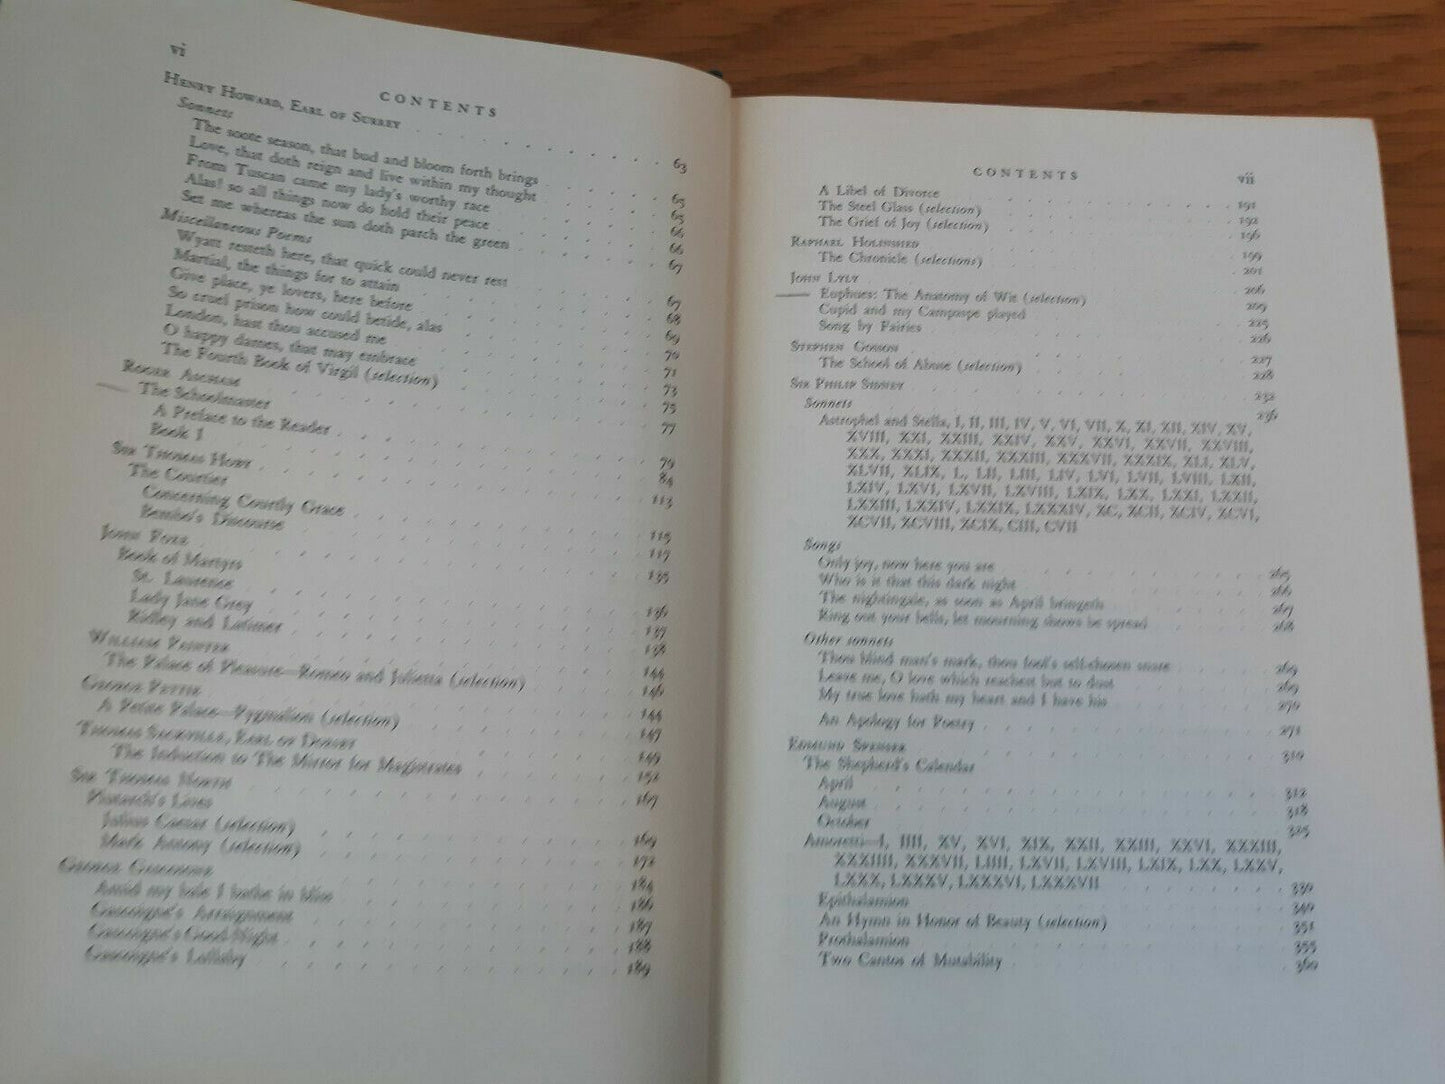 vi
CONTENTS
HENRY HOWARD, EARL OF SURREY 63
Sonnets
The soote season, that bud and bloom forth brings 65
Love, that doth reign and live within my thought 65
From Tuscan came my lady's worthy race 66
Alas! so all things now do hold their peace 66
Set me whereas the sun doth parch the green 67
Miscellaneous Poems
Wyatt resteth here, that quick could never rest 67
Martial, the things for to attain 68
Give place, ye lovers, here before 69
So cruel prison how could betide, alas 70
London, hast thou accused me 71
O happy dames, that may embrace 73
The Fourth Book of Virgil (selection) 75
ROGER ASCHAM 77
The Schoolmaster
A Preface to the Reader 79
Book I 84
SIR THOMAS HOBY 113
The Courtier
Concerning Courtly Grace 115
Bembo's Discourse 117
JOHN FOXE 135
Book of Martyrs
St. Laurence 136
Lady Jane Grey 137
Ridley and Latimer 138
WILLIAM PAINTER 144
The Palace of Pleasure—Romeo and Julietta (selection) 146
GEORGE PETTIE 144
A Petite Palace—Pygmalion (selection) 147
THOMAS SACKVILLE, EARL OF DORSET 149
The Induction to The Mirror for Magistrates 152
SIR THOMAS NORTH 167
Plutarch's Lives
Julius Caesar (selection) 169
Mark Antony (selection) 172
GEORGE GASCOIGNE 184
Amid my bale I bathe in bliss 186
Gascoigne's Arraignment 187
Gascoigne's Good-Night 188
Gascoigne's Lullaby 189
CONTENTS
vii
A Libel of Divorce 191
The Steel Glass (selection) 192
The Grief of Joy (selection) 196
RAPHAEL HOLINSHED 199
The Chronicle (selections) 201
JOHN LYLY 206
Euphues: The Anatomy of Wit (selection) 209
Cupid and my Campaspe played 225
Song by Fairies 226
STEPHEN GOSSON 227
The School of Abuse (selection) 228
SIR PHILIP SIDNEY 232
Sonnets 236
Astrophel and Stella, I, II, III, IV, V, VI, VII, X, XI, XII, XIV, XV,
XVIII, XXI, XXIII, XXIV, XXV, XXVI, XXVII, XXVIII,
XXX, XXXI, XXXII, XXXIII, XXXVII, XXXIX, XLI, XLV,
XLVII, XLIX, L, LII, LIII, LIV, LVI, LVII, LVIII, LXII,
LXIV, LXVI, LXVII, LXVIII, LXIX, LXX, LXXI, LXXII,
LXXIII, LXXIV, LXXIX, LXXXIV, XC, XCII, XCIV, XCVI,
XCVII, XCVIII, XCIX, CIII, CVII
Songs
Only joy, now here you are 265
Who is it that this dark night 266
The nightingale, as soon as April bringeth 267
Ring out your bells, let mourning shows be spread 268
Other sonnets
Thou blind man's mark, thou fool's self-chosen snare 269
Leave me, O love which reachest but to dust 269
My true love hath my heart and I have his 270
An Apology for Poetry 271
EDMUND SPENSER 310
The Shepherd's Calendar
April 312
August 318
October 325
Amoretti—I, IIII, XV, XVI, XIX, XXII, XXIII, XXVI, XXXIII,
XXXIIII, XXXVII, LIIII, LXVII, LXVIII, LXIX, LXX, LXXV,
LXXX, LXXXV, LXXXVI, LXXXVII 330
Epithalamion 340
An Hymn in Honor of Beauty (selection) 351
Prothalamion 355
Two Cantos of Mutability 360